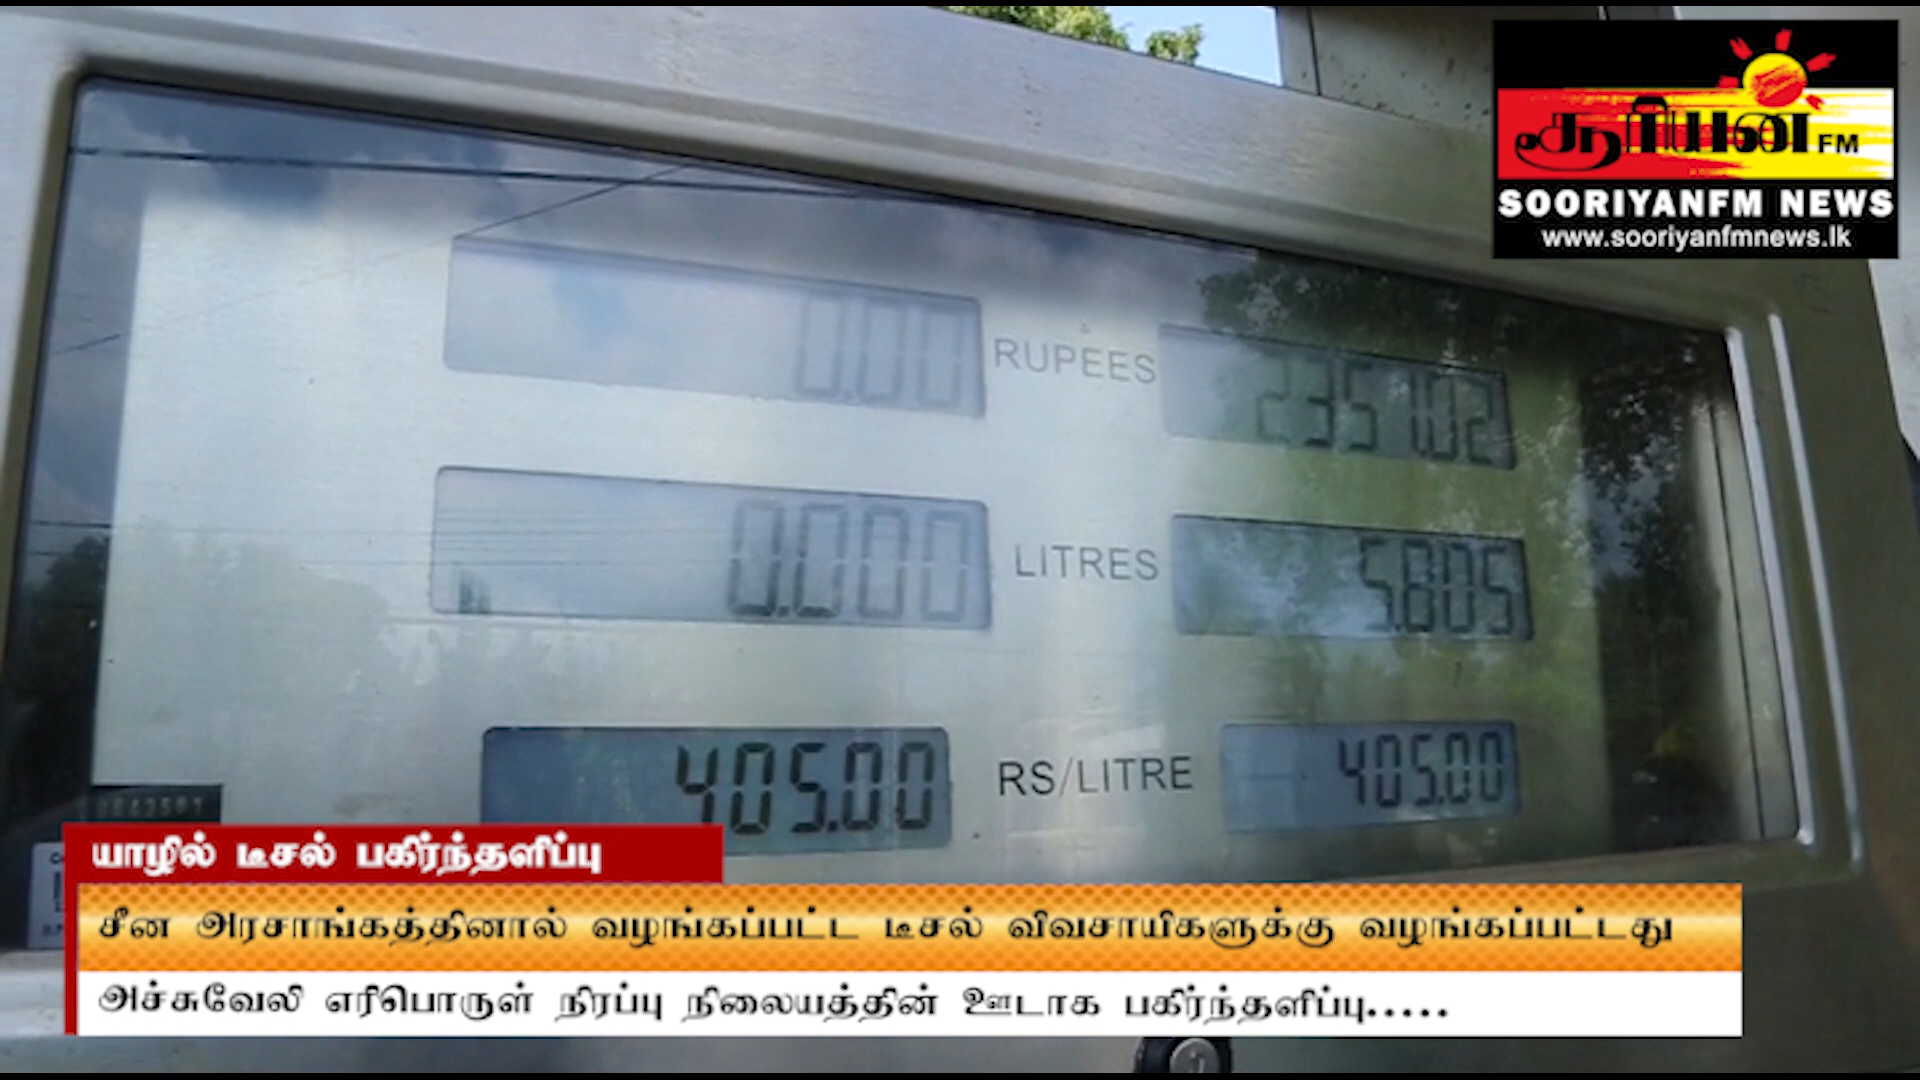 சூரியன் FM
SOORIYANFM NEWS
www.sooriyanfmnews.lk
0.00 RUPEES 2351.02
0.000 LITRES 5.805
405.00 RS/LITRE 405.00
யாழில் டீசல் பகிர்ந்தளிப்பு
சீன அரசாங்கத்தினால் வழங்கப்பட்ட டீசல் விவசாயிகளுக்கு வழங்கப்பட்டது
அச்சுவேலி எரிபொருள் நிரப்பு நிலையத்தின் ஊடாக பகிர்ந்தளிப்பு.....